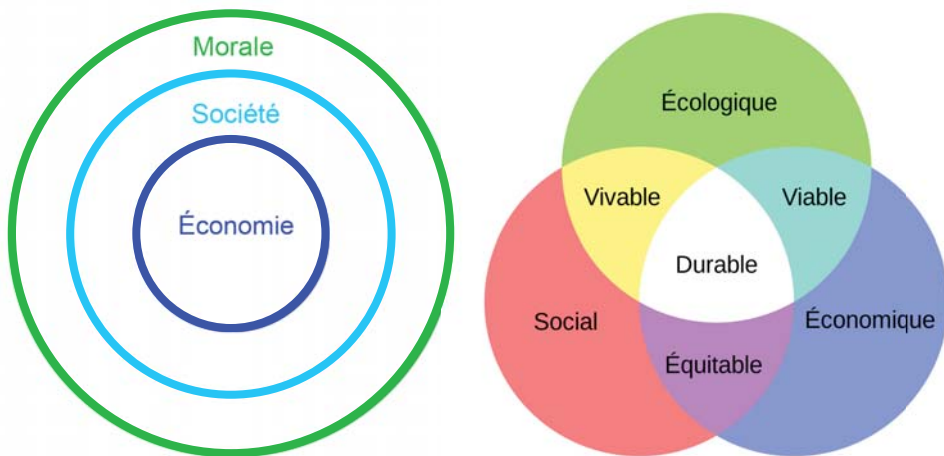 Morale
Société
Économie
Écologique
Vivable
Viable
Durable
Social
Économique
Équitable